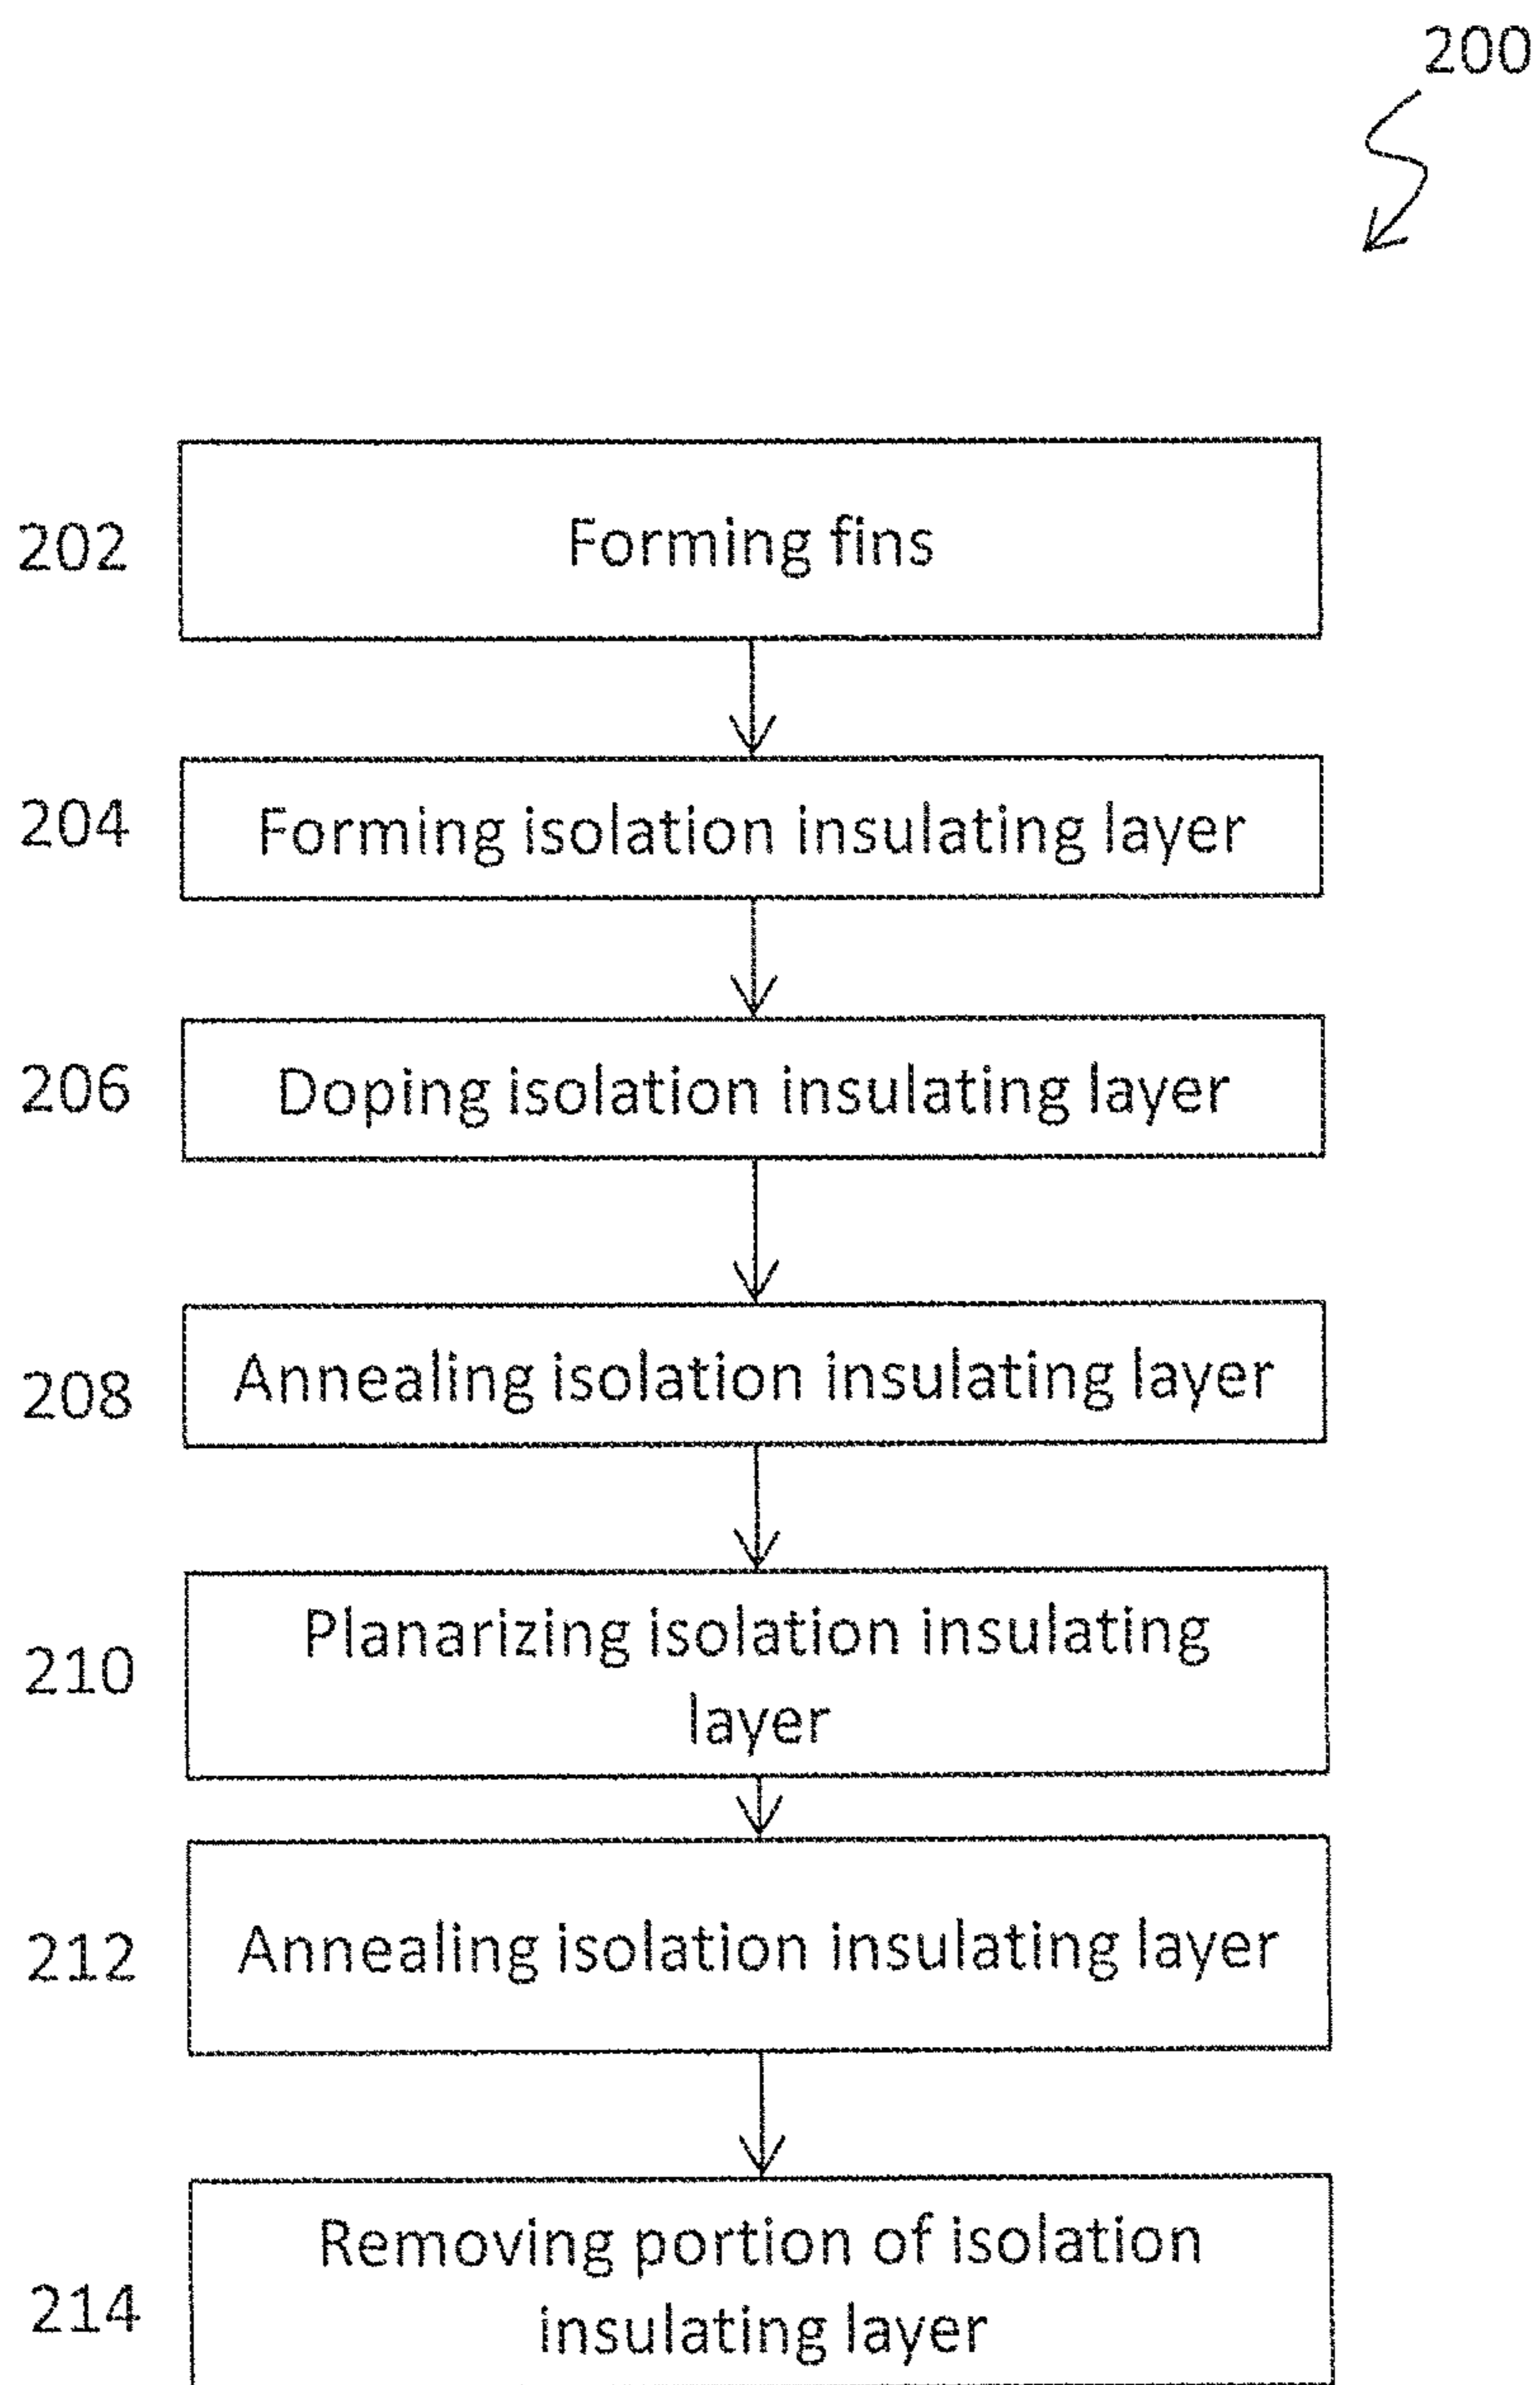 200
202
Forming fins
204
Forming isolation insulating layer
206
Doping isolation insulating layer
208
Annealing isolation insulating layer
210
Planarizing isolation insulating
layer
212
Annealing isolation insulating layer
214
Removing portion of isolation
insulating layer